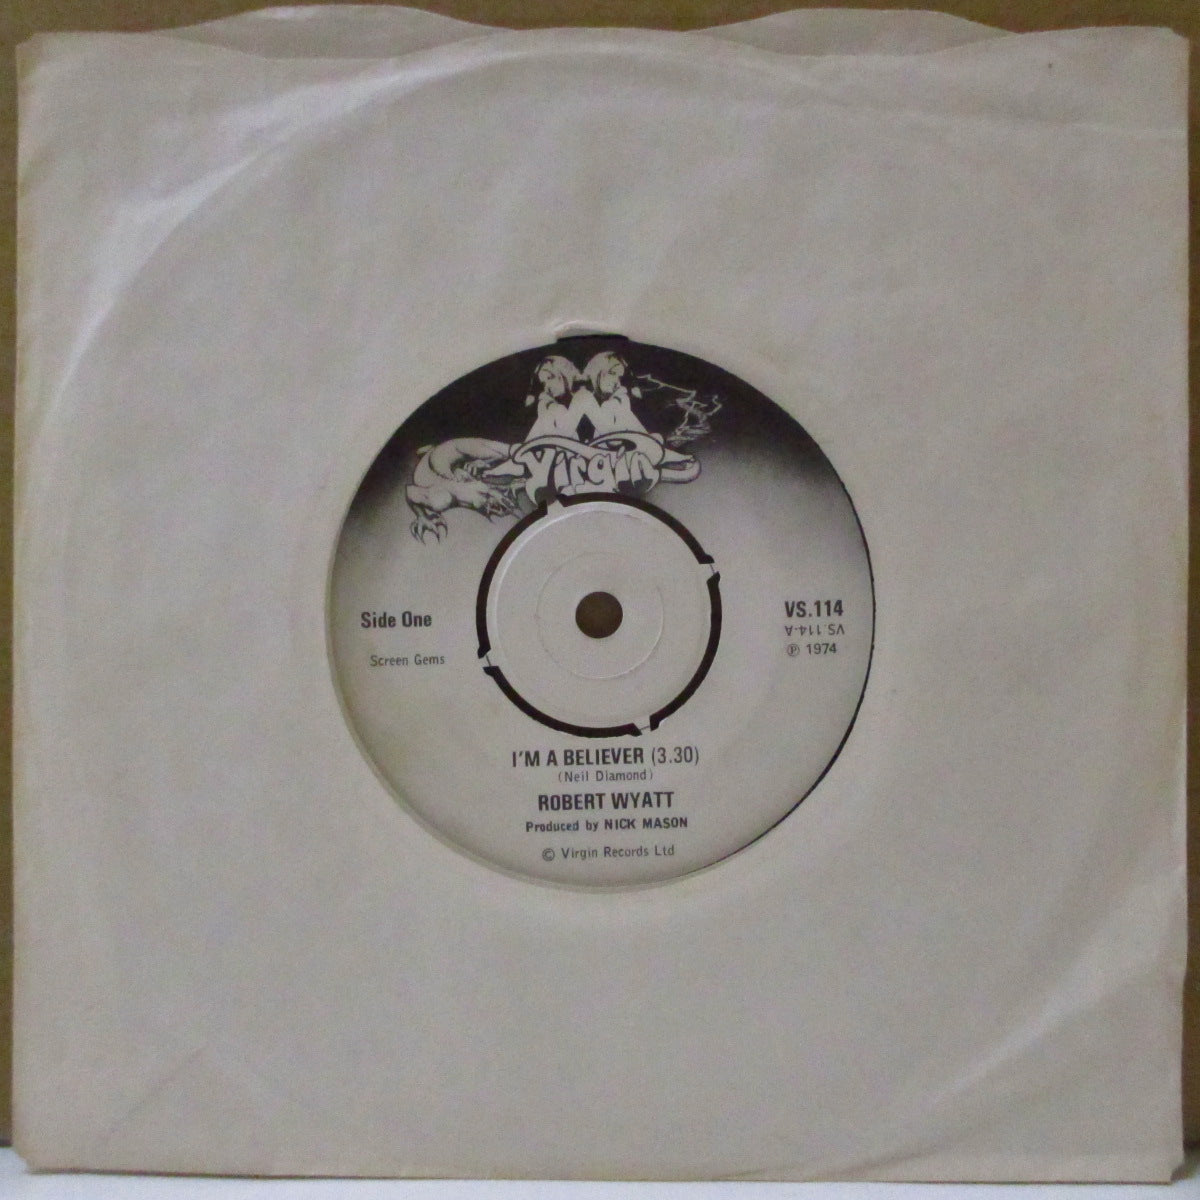 Virgin
Side One
Screen Gems
VS.114
VS 114-A
℗ 1974
I'M A BELIEVER (3.30)
(Neil Diamond)
ROBERT WYATT
Produced by NICK MASON
© Virgin Records Ltd